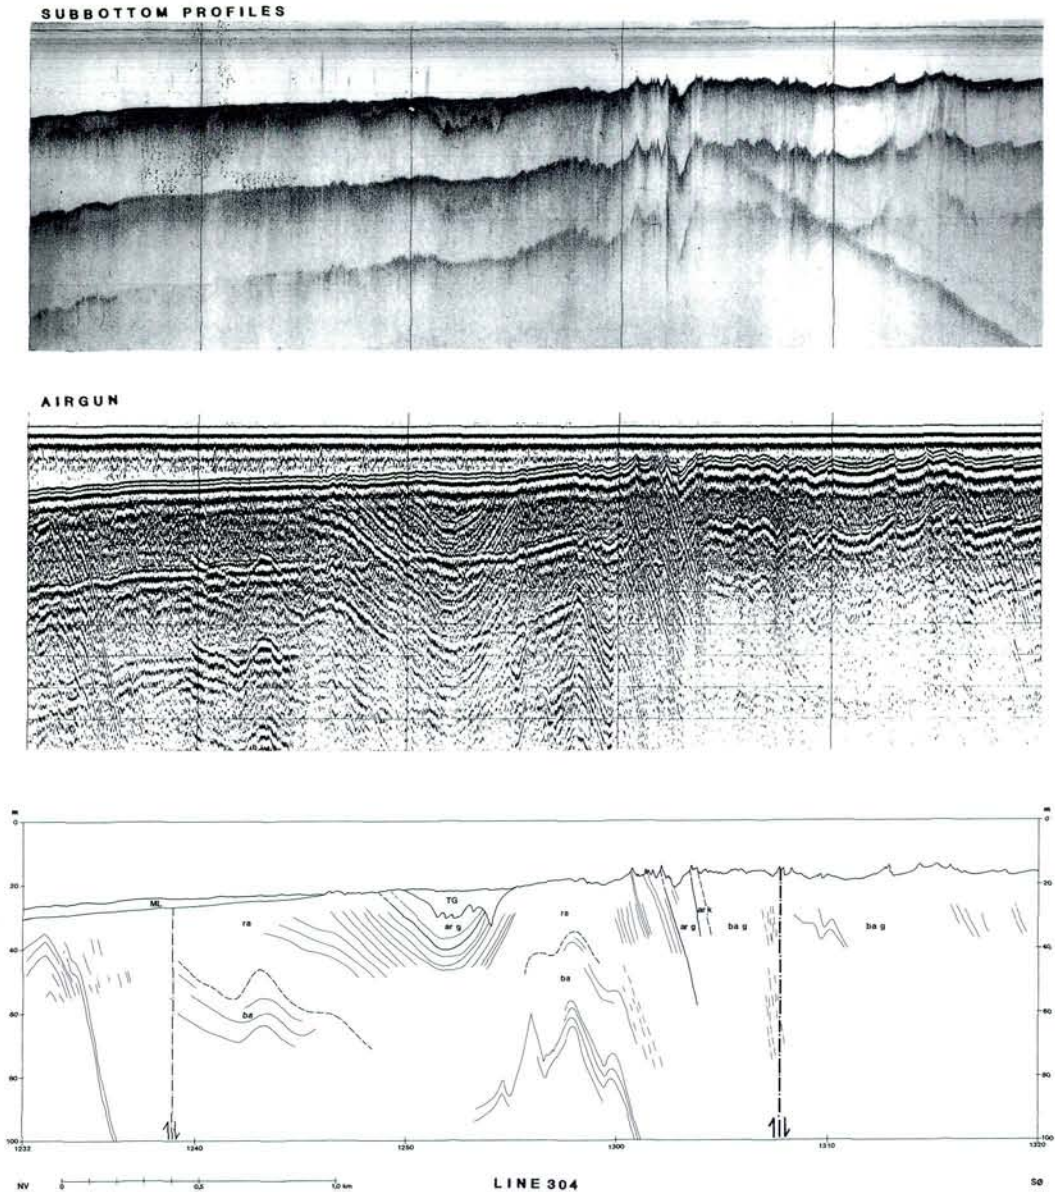 SUBBOTTOM PROFILES
AIRGUN
m m
0 0
20 20
40 40
60 60
80 80
100 100
ML
ra
TG
ar g
ra
ar k
ar g
ba g
ba g
ba
ba
1232 1240 1250 1300 1310 1320
NV 0 0,5 1,0 km LINE 304 SØ